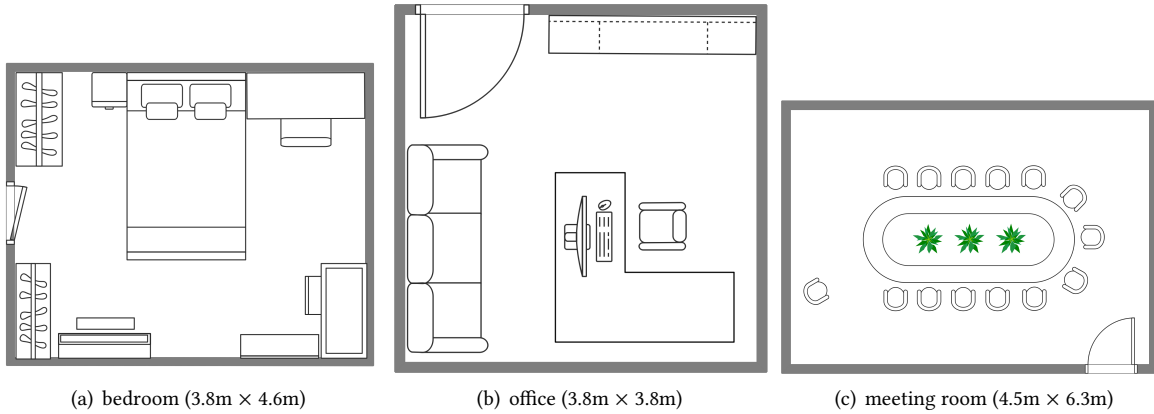 (a) bedroom (3.8m × 4.6m)
(b) office (3.8m × 3.8m)
(c) meeting room (4.5m × 6.3m)